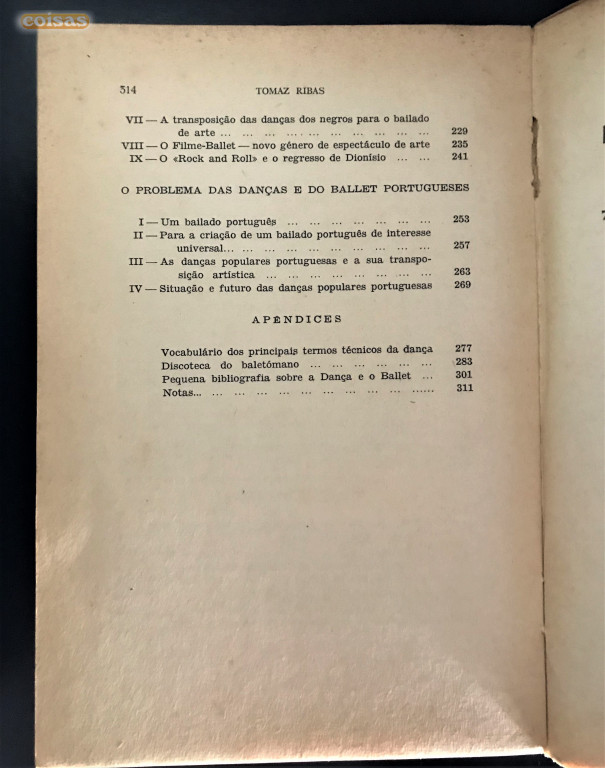 coisas
314
TOMAZ RIBAS
VII — A transposição das danças dos negros para o bailado
de arte ... ... ... ... ... ... ... ... ... ... 229
VIII — O Filme-Ballet — novo género de espectáculo de arte 235
IX — O «Rock and Roll» e o regresso de Dionísio ... ... 241
O PROBLEMA DAS DANÇAS E DO BALLET PORTUGUESES
I — Um bailado português ... ... ... ... ... ... ... 253
II — Para a criação de um bailado português de interesse
universal... ... ... ... ... ... ... ... ... ... 257
III — As danças populares portuguesas e a sua transpo-
sição artística ... ... ... ... ... ... ... ... 263
IV — Situação e futuro das danças populares portuguesas 269
APÊNDICES
Vocabulário dos principais termos técnicos da dança 277
Discoteca do baletómano ... ... ... ... ... ... 283
Pequena bibliografia sobre a Dança e o Ballet ... 301
Notas... ... ... ... ... ... ... ... ... ... ...... 311